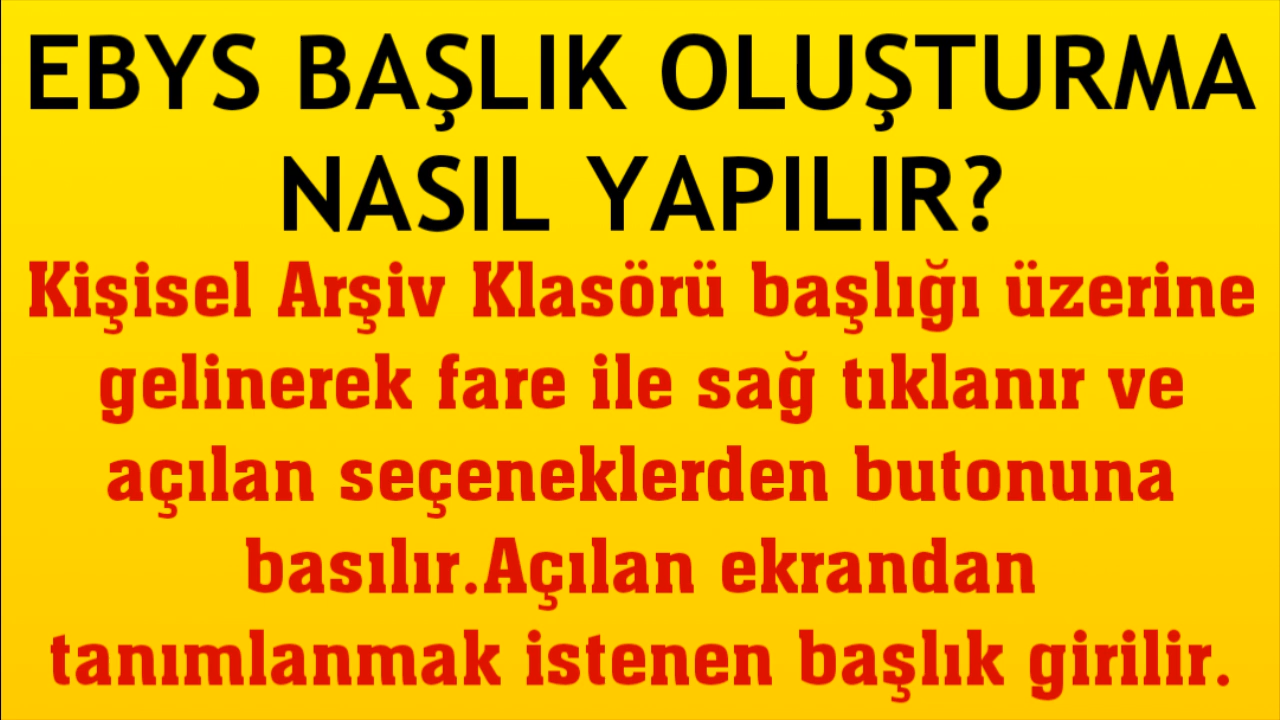 EBYS BAŞLIK OLUŞTURMA
NASIL YAPILIR?
Kişisel Arşiv Klasörü başlığı üzerine
gelinerek fare ile sağ tıklanır ve
açılan seçeneklerden butonuna
basılır.Açılan ekrandan
tanımlanmak istenen başlık girilir.